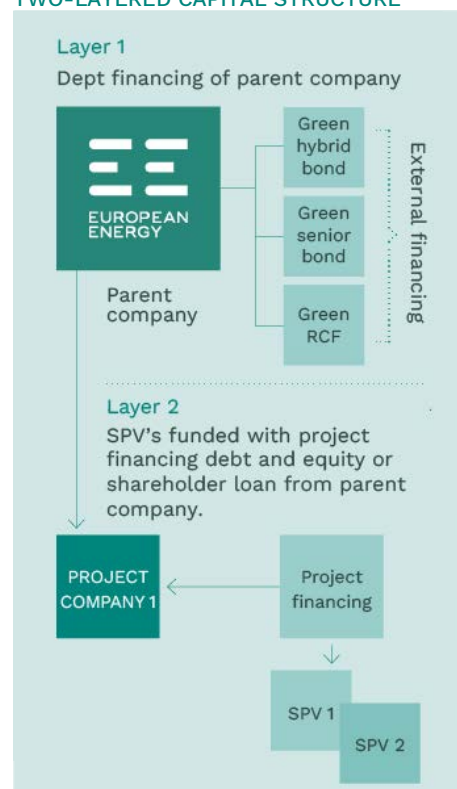 TWO-LAYERED CAPITAL STRUCTURE
Layer 1
Dept financing of parent company
EUROPEAN
ENERGY
Parent
company
Green
hybrid
bond
Green
senior
bond
Green
RCF
External financing
Layer 2
SPV's funded with project
financing debt and equity or
shareholder loan from parent
company.
PROJECT
COMPANY 1
Project
financing
SPV 1
SPV 2